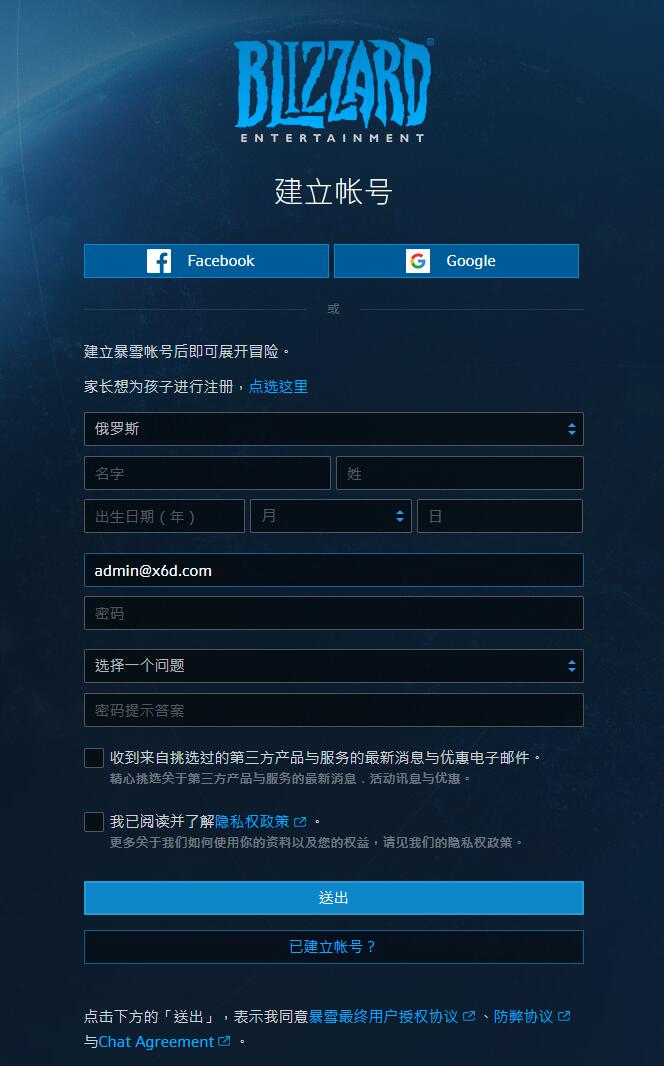 BLIZZARD®
ENTERTAINMENT
建立帐号
Facebook Google
或
建立暴雪帐号后即可展开冒险。
家长想为孩子进行注册，点选这里
俄罗斯
名字 姓
出生日期（年） 月 日
admin@x6d.com
密码
选择一个问题
密码提示答案
收到来自挑选过的第三方产品与服务的最新消息与优惠电子邮件。
精心挑选关于第三方产品与服务的最新消息．活动讯息与优惠。
我已阅读并了解隐私权政策。
更多关于我们如何使用你的资料以及您的权益，请见我们的隐私权政策。
送出
已建立帐号？
点击下方的「送出」，表示我同意暴雪最终用户授权协议、防弊协议
与Chat Agreement。